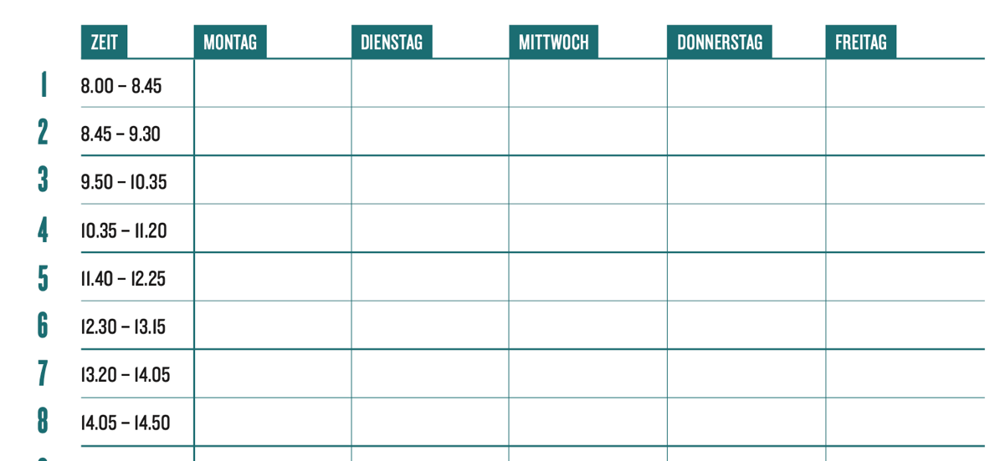 ZEIT MONTAG DIENSTAG MITTWOCH DONNERSTAG FREITAG
1 8.00 – 8.45
2 8.45 – 9.30
3 9.50 – 10.35
4 10.35 – 11.20
5 11.40 – 12.25
6 12.30 – 13.15
7 13.20 – 14.05
8 14.05 – 14.50